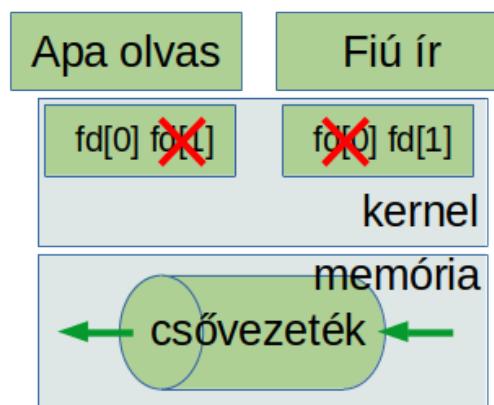 Apa olvas
Fiú ír
fd[0] fd[1]
fd[0] fd[1]
kernel
memória
csővezeték